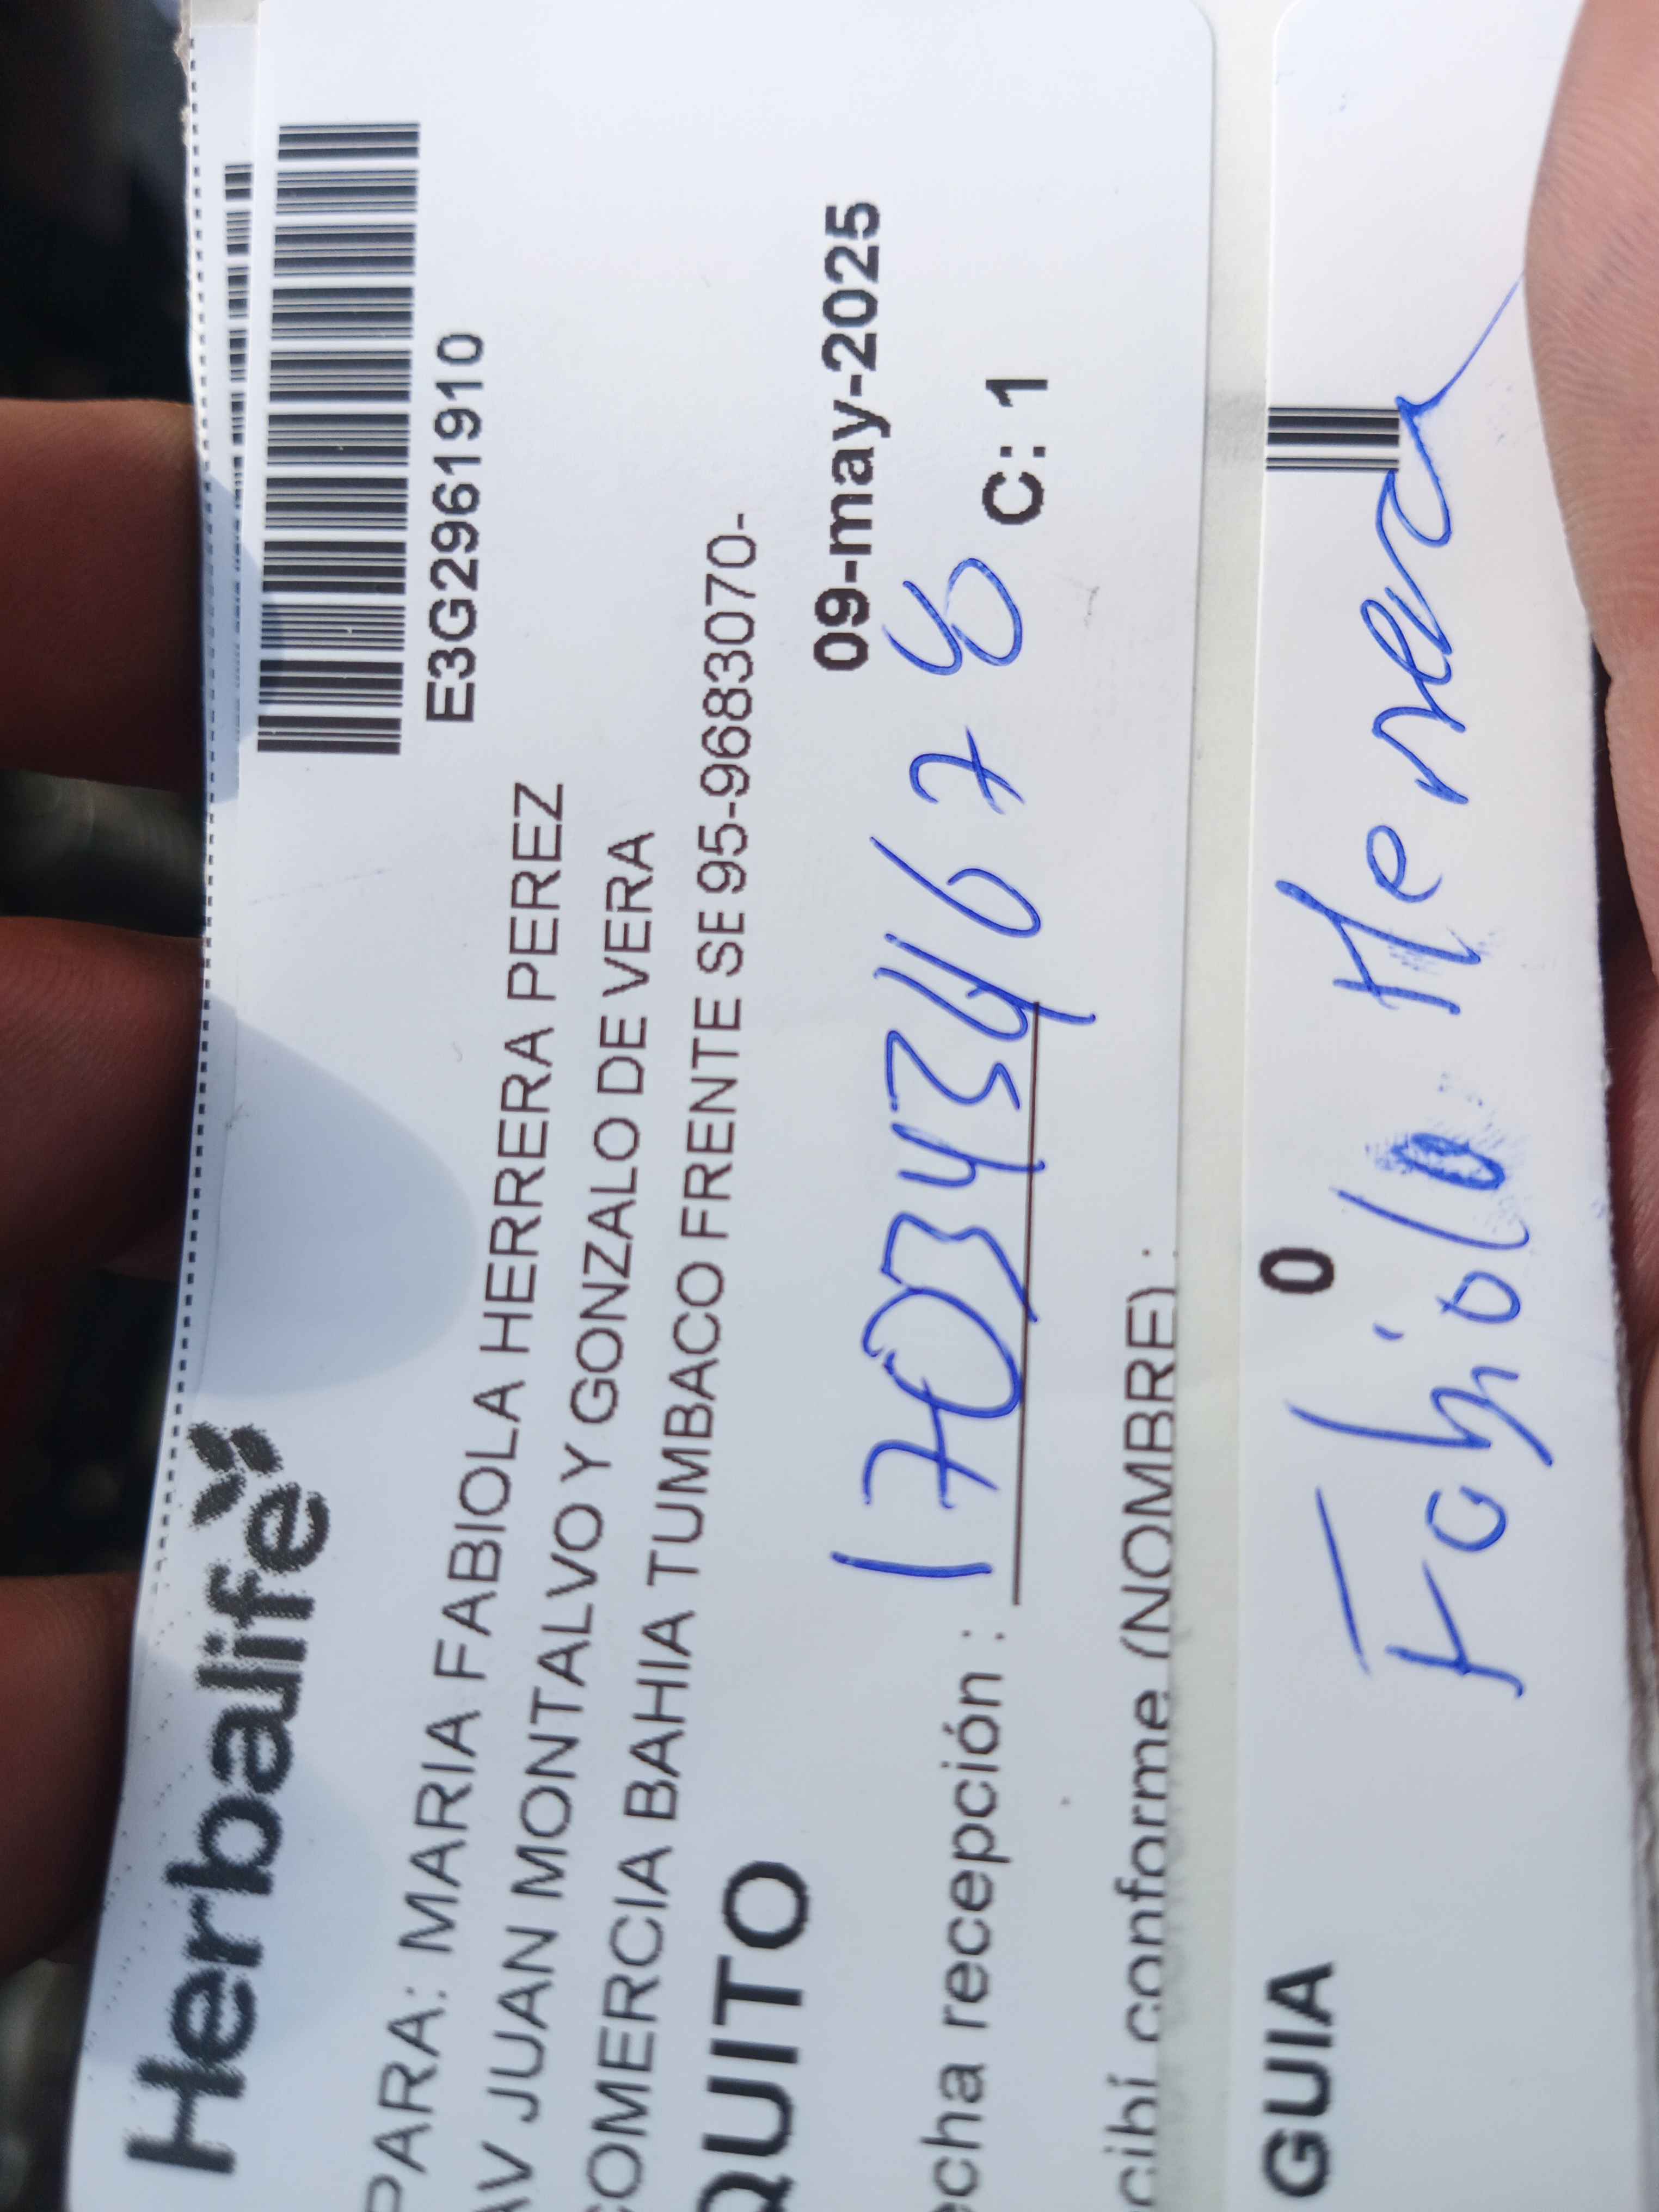 Herbalife
E3G2961910
PARA: MARIA FABIOLA HERRERA PEREZ
AV JUAN MONTALVO Y GONZALO DE VERA
COMERCIA BAHIA TUMBACO FRENTE SE 95-9683070-
QUITO 09-may-2025
echa recepción : 1703434678 C: 1
cibí conforme (NOMBRE) :
GUIA 0
Fabiola Herrera